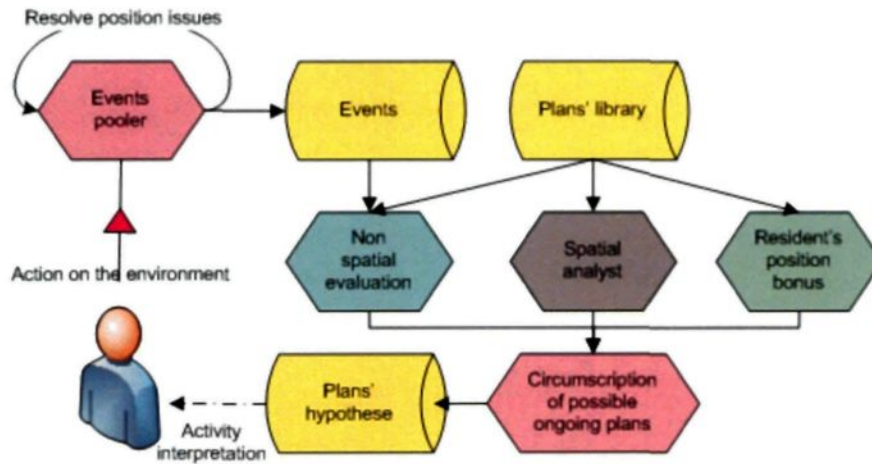 Resolve position issues
Events
pooler
Events
Plans' library
Action on the environment
Non
spatial
evaluation
Spatial
analyst
Resident's
position
bonus
Plans'
hypothese
Activity
interpretation
Circumscription
of possible
ongoing plans